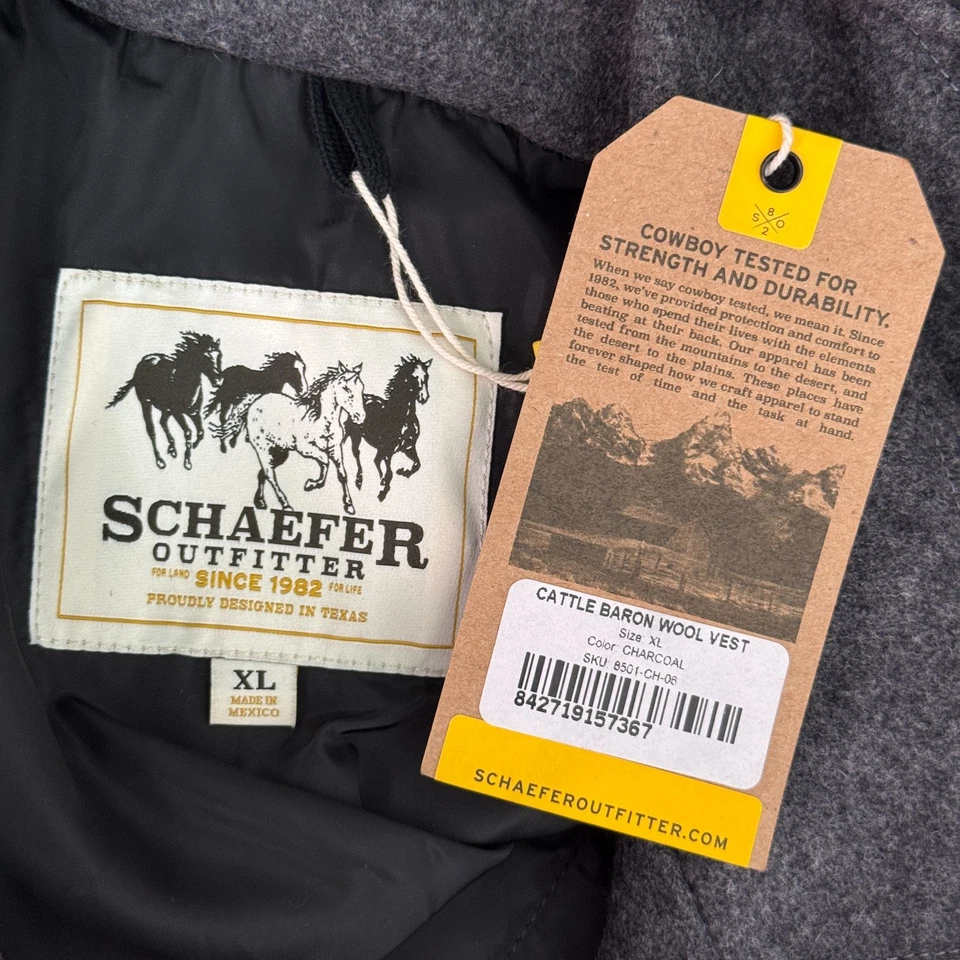 SCHAEFER
OUTFITTER
FOR LAND SINCE 1982 FOR LIFE
PROUDLY DESIGNED IN TEXAS
XL
MADE IN
MEXICO
8
S O
2
COWBOY TESTED FOR
STRENGTH AND DURABILITY.
When we say cowboy tested, we mean it. Since
1982, we've provided protection and comfort to
those who spend their lives with the elements
beating at their back. Our apparel has been
tested from the mountains to the desert, and
the desert to the plains. These places have
forever shaped how we craft apparel to stand
the test of time and the task at hand.
CATTLE BARON WOOL VEST
Size: XL
Color: CHARCOAL
SKU: 8501-CH-06
842719157367
SCHAEFEROUTFITTER.COM